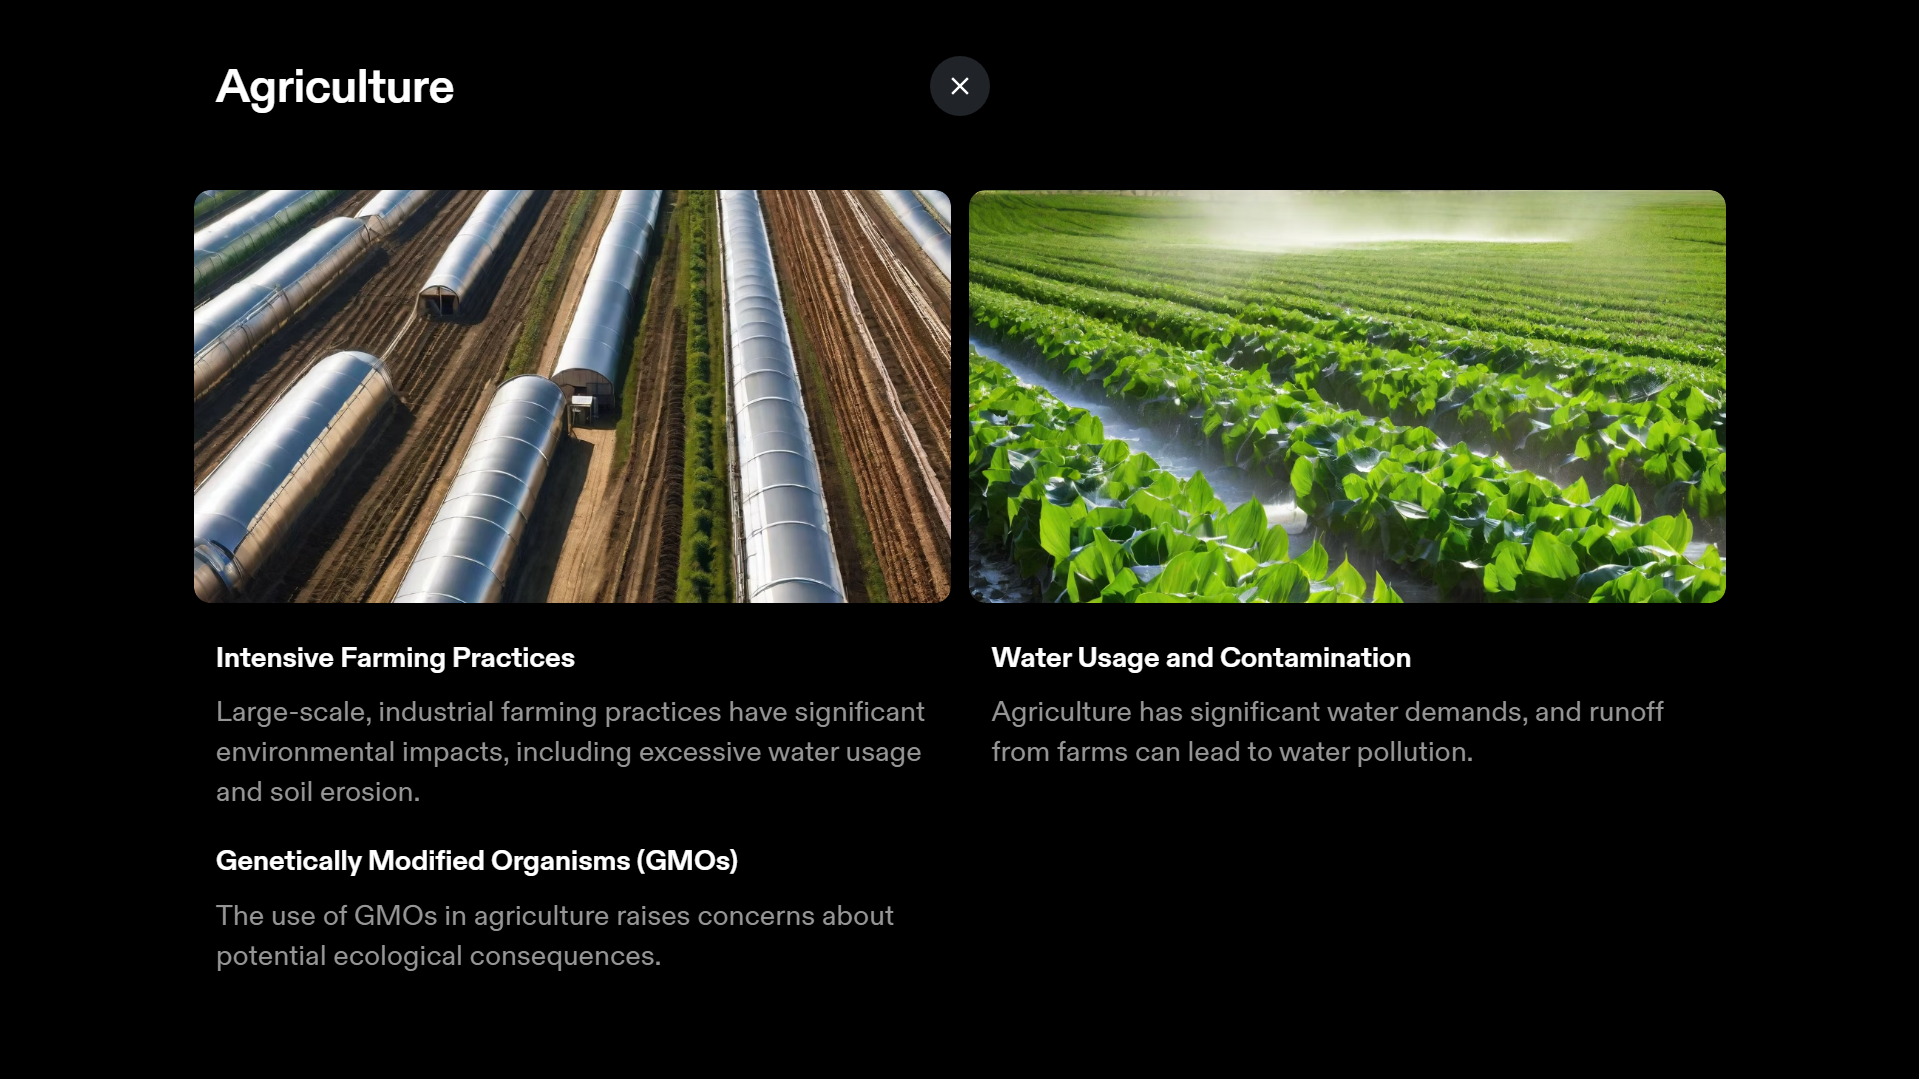 Agriculture
Intensive Farming Practices
Large-scale, industrial farming practices have significant
environmental impacts, including excessive water usage
and soil erosion.
Genetically Modified Organisms (GMOs)
The use of GMOs in agriculture raises concerns about
potential ecological consequences.
Water Usage and Contamination
Agriculture has significant water demands, and runoff
from farms can lead to water pollution.